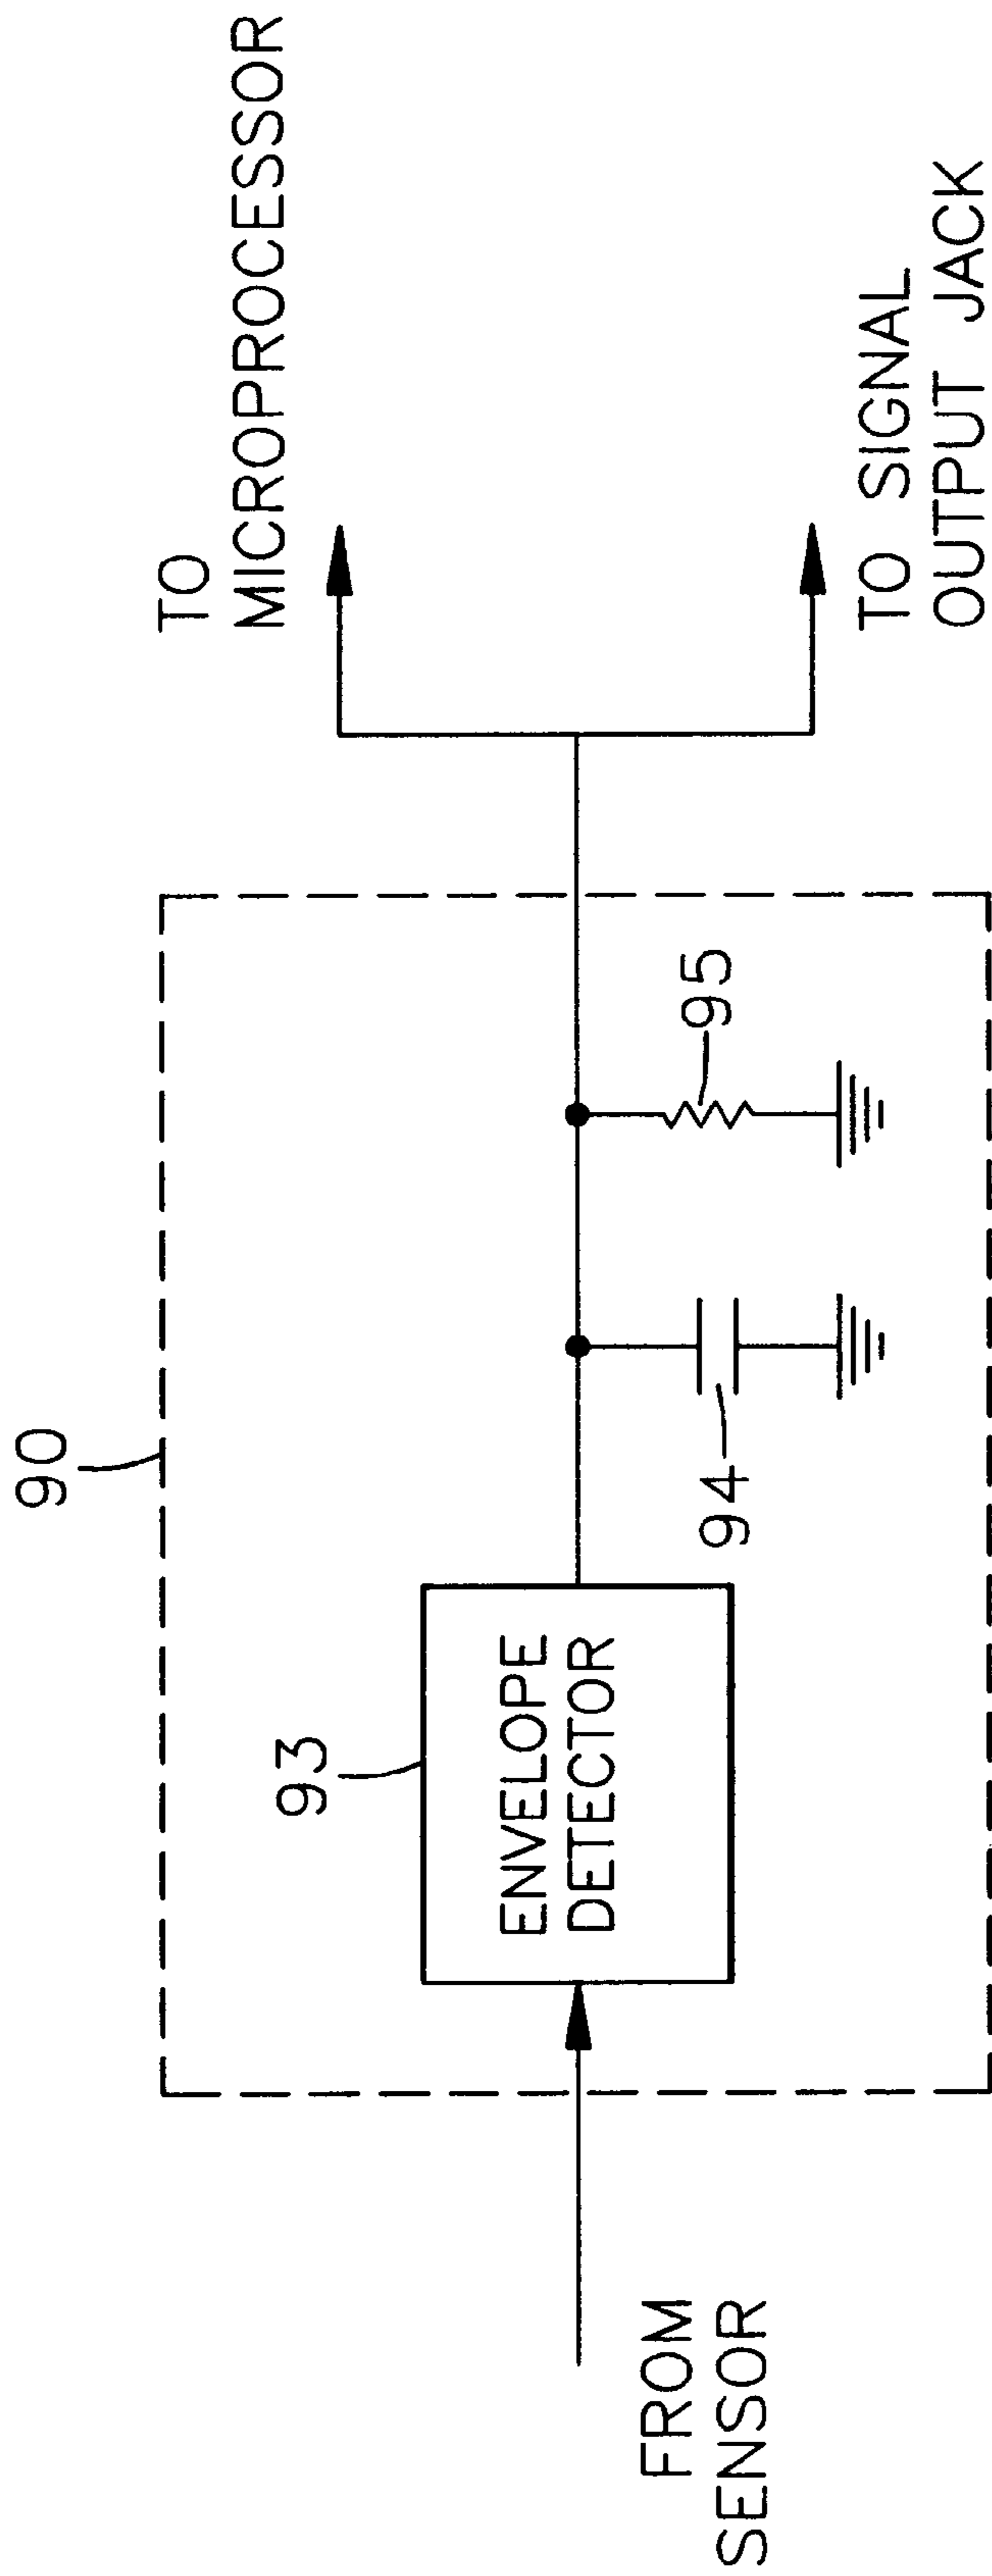 90
93
ENVELOPE
DETECTOR
94
95
FROM
SENSOR
TO
MICROPROCESSOR
TO SIGNAL
OUTPUT JACK